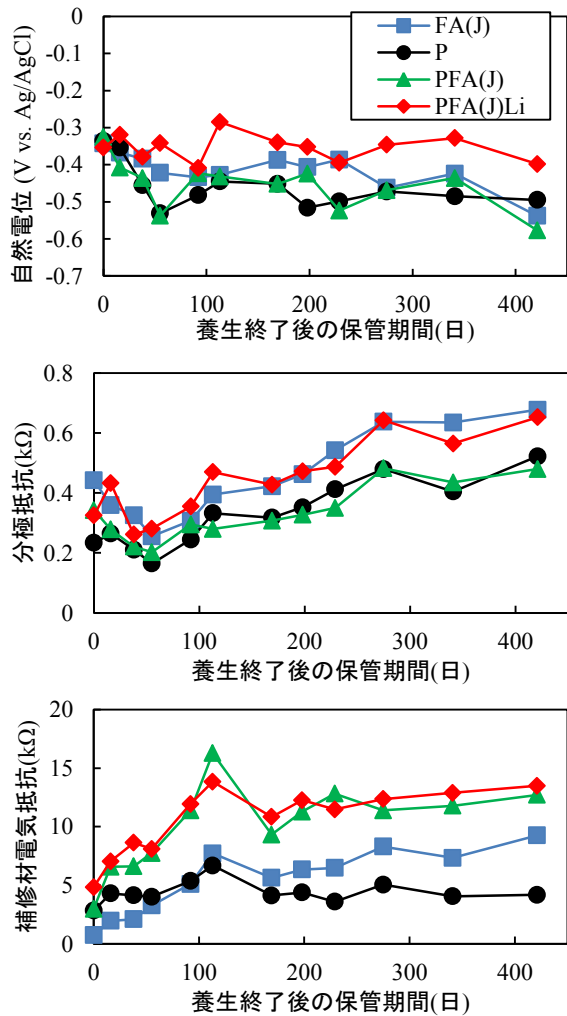 0
-0.1
-0.2
-0.3
-0.4
-0.5
-0.6
-0.7
自然電位 (V vs. Ag/AgCl)
FA(J)
P
PFA(J)
PFA(J)Li
0 100 200 300 400
養生終了後の保管期間(日)
0.8
0.6
0.4
0.2
0
分極抵抗(kΩ)
0 100 200 300 400
養生終了後の保管期間(日)
20
15
10
5
0
補修材電気抵抗(kΩ)
0 100 200 300 400
養生終了後の保管期間(日)